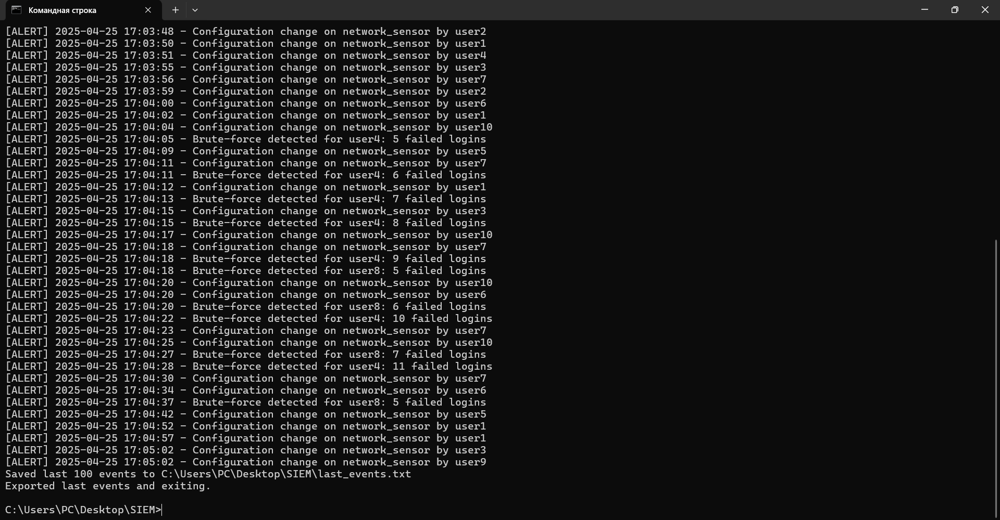 Командная строка
[ALERT] 2025-04-25 17:03:48 - Configuration change on network_sensor by user2
[ALERT] 2025-04-25 17:03:50 - Configuration change on network_sensor by user1
[ALERT] 2025-04-25 17:03:51 - Configuration change on network_sensor by user4
[ALERT] 2025-04-25 17:03:55 - Configuration change on network_sensor by user3
[ALERT] 2025-04-25 17:03:56 - Configuration change on network_sensor by user7
[ALERT] 2025-04-25 17:03:59 - Configuration change on network_sensor by user2
[ALERT] 2025-04-25 17:04:00 - Configuration change on network_sensor by user6
[ALERT] 2025-04-25 17:04:02 - Configuration change on network_sensor by user1
[ALERT] 2025-04-25 17:04:04 - Configuration change on network_sensor by user10
[ALERT] 2025-04-25 17:04:05 - Brute-force detected for user4: 5 failed logins
[ALERT] 2025-04-25 17:04:09 - Configuration change on network_sensor by user5
[ALERT] 2025-04-25 17:04:11 - Configuration change on network_sensor by user7
[ALERT] 2025-04-25 17:04:11 - Brute-force detected for user4: 6 failed logins
[ALERT] 2025-04-25 17:04:12 - Configuration change on network_sensor by user1
[ALERT] 2025-04-25 17:04:13 - Brute-force detected for user4: 7 failed logins
[ALERT] 2025-04-25 17:04:15 - Configuration change on network_sensor by user3
[ALERT] 2025-04-25 17:04:15 - Brute-force detected for user4: 8 failed logins
[ALERT] 2025-04-25 17:04:17 - Configuration change on network_sensor by user10
[ALERT] 2025-04-25 17:04:18 - Configuration change on network_sensor by user7
[ALERT] 2025-04-25 17:04:18 - Brute-force detected for user4: 9 failed logins
[ALERT] 2025-04-25 17:04:18 - Brute-force detected for user8: 5 failed logins
[ALERT] 2025-04-25 17:04:20 - Configuration change on network_sensor by user10
[ALERT] 2025-04-25 17:04:20 - Configuration change on network_sensor by user6
[ALERT] 2025-04-25 17:04:20 - Brute-force detected for user8: 6 failed logins
[ALERT] 2025-04-25 17:04:22 - Brute-force detected for user4: 10 failed logins
[ALERT] 2025-04-25 17:04:23 - Configuration change on network_sensor by user7
[ALERT] 2025-04-25 17:04:25 - Configuration change on network_sensor by user10
[ALERT] 2025-04-25 17:04:27 - Brute-force detected for user8: 7 failed logins
[ALERT] 2025-04-25 17:04:28 - Brute-force detected for user4: 11 failed logins
[ALERT] 2025-04-25 17:04:30 - Configuration change on network_sensor by user7
[ALERT] 2025-04-25 17:04:34 - Configuration change on network_sensor by user6
[ALERT] 2025-04-25 17:04:37 - Brute-force detected for user8: 5 failed logins
[ALERT] 2025-04-25 17:04:42 - Configuration change on network_sensor by user5
[ALERT] 2025-04-25 17:04:52 - Configuration change on network_sensor by user1
[ALERT] 2025-04-25 17:04:57 - Configuration change on network_sensor by user1
[ALERT] 2025-04-25 17:05:02 - Configuration change on network_sensor by user3
[ALERT] 2025-04-25 17:05:02 - Configuration change on network_sensor by user9
Saved last 100 events to C:\Users\PC\Desktop\SIEM\last_events.txt
Exported last events and exiting.
C:\Users\PC\Desktop\SIEM>